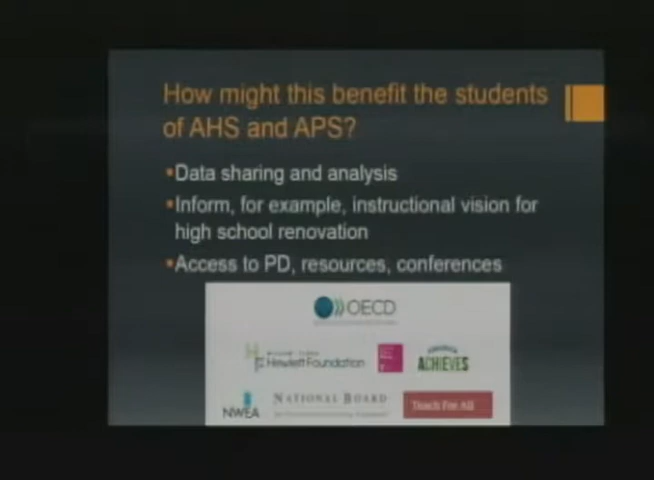 How might this benefit the students
of AHS and APS?
▪Data sharing and analysis
▪Inform, for example, instructional vision for
high school renovation
▪Access to PD, resources, conferences
OECD
Hewlett Foundation
ACHIEVES
NWEA
NATIONAL BOARD
Teach For All